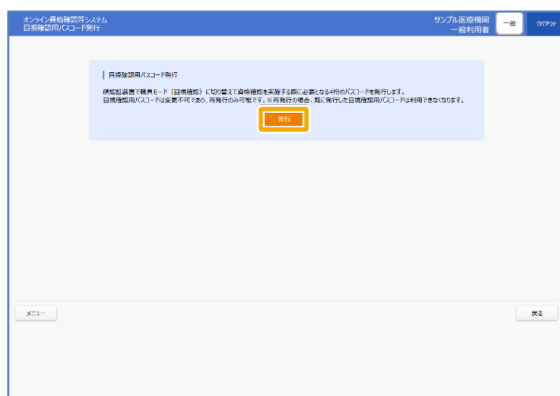 オンライン資格確認等システム
目視確認用パスコード発行
サンプル医療機関
一般利用者
一般
ログアウト
目視確認用パスコード発行
顔認証装置で職員モード（目視確認）に切り替えて資格確認を実施する際に必要となる4桁のパスコードを発行します。
目視確認用パスコードは変更不可であり、再発行のみ可能です。※再発行の場合、既に発行した目視確認用パスコードは利用できなくなります。
発行
メニュー
戻る